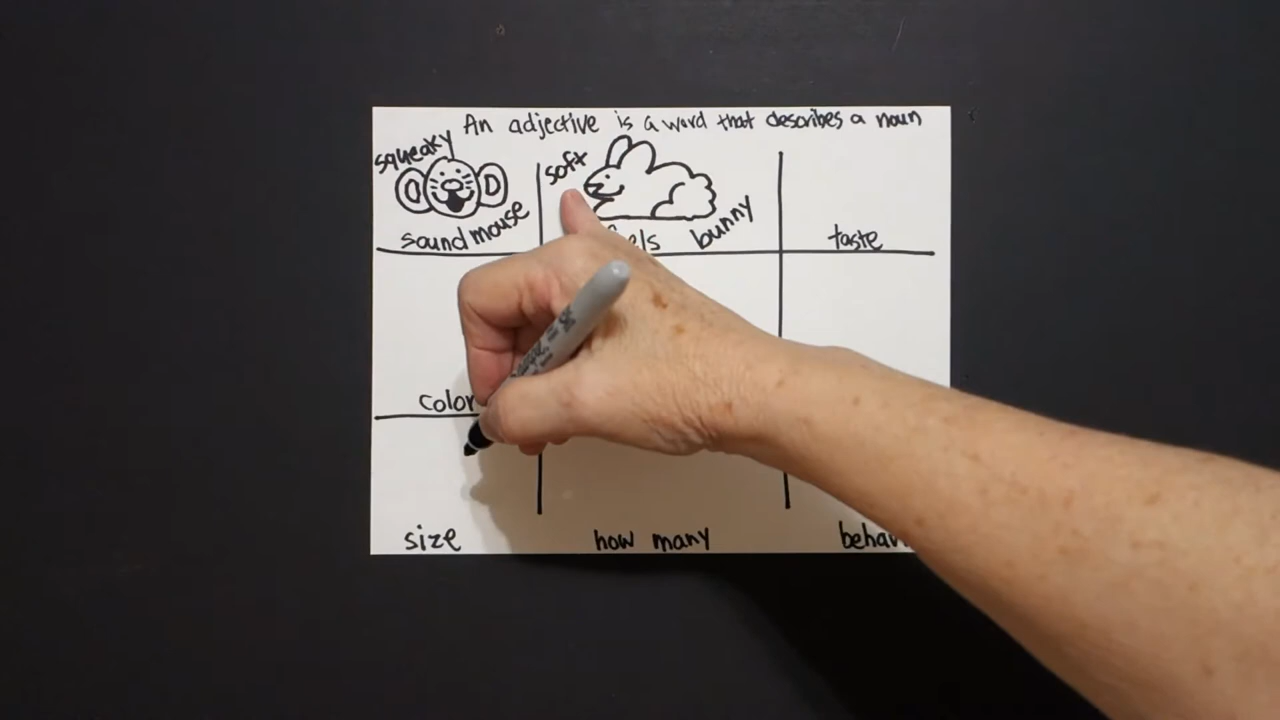 An adjective is a word that describes a noun
squeaky
soft
sound mouse
bunny
taste
color
size
how many